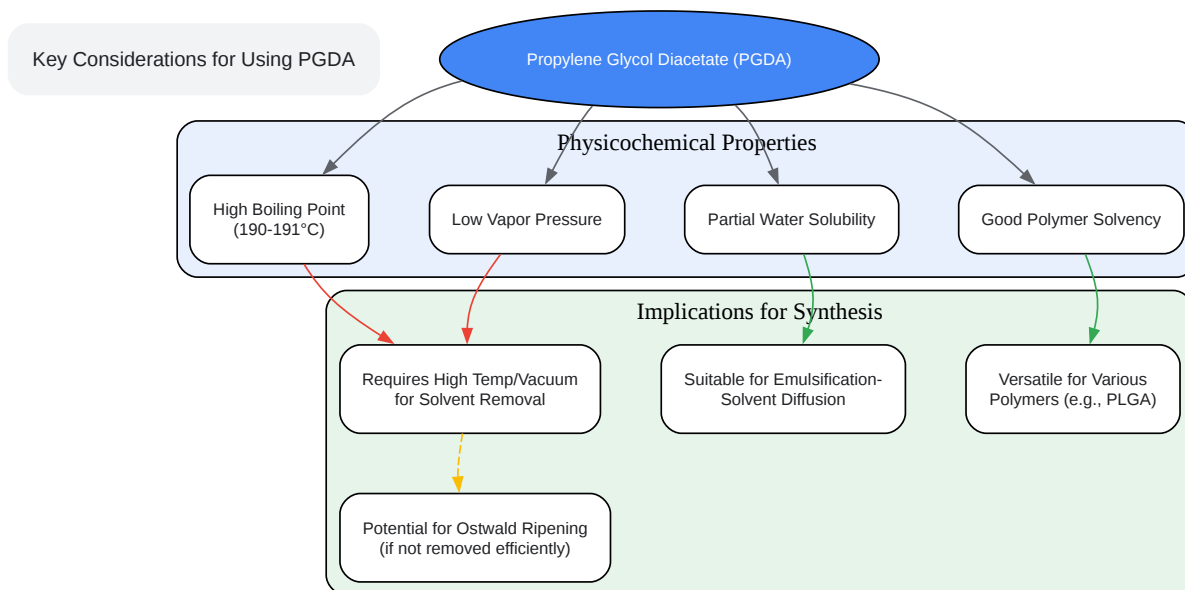 Key Considerations for Using PGDA
Propylene Glycol Diacetate (PGDA)
Physicochemical Properties
High Boiling Point
(190-191°C)
Low Vapor Pressure
Partial Water Solubility
Good Polymer Solvency
Implications for Synthesis
Requires High Temp/Vacuum
for Solvent Removal
Suitable for Emulsification-
Solvent Diffusion
Versatile for Various
Polymers (e.g., PLGA)
Potential for Ostwald Ripening
(if not removed efficiently)